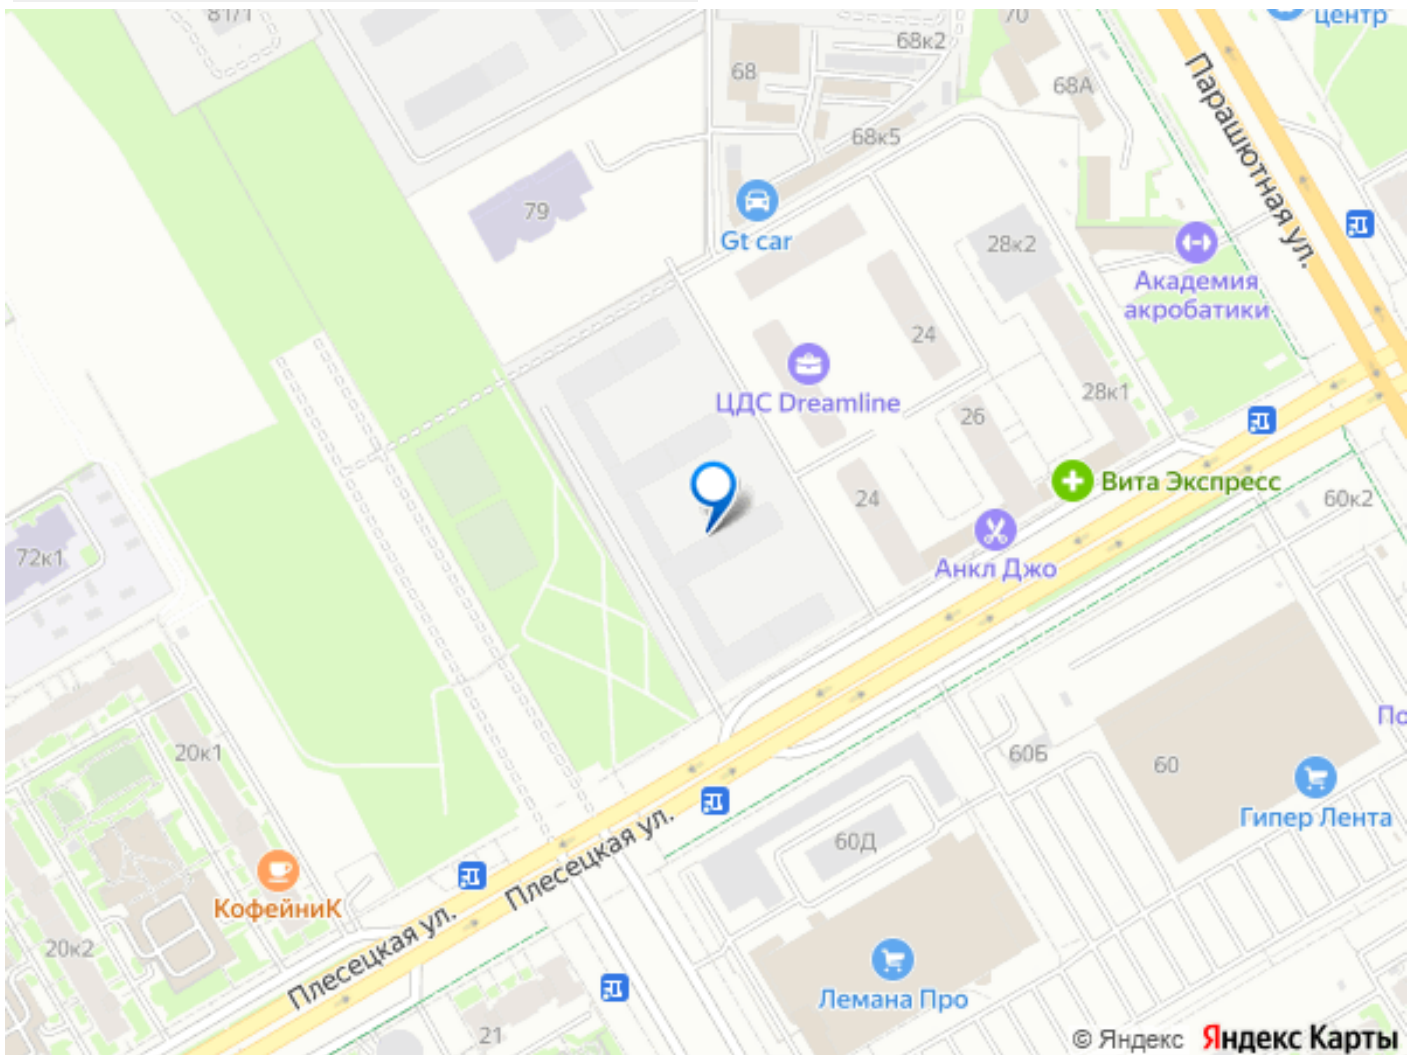 81/1
70
центр
68к2
68
68А
68к5
Парашютная ул.
79
Gt car
28к2
Академия
акробатики
24
ЦДС Dreamline
28к1
26
Вита Экспресс
24
60к2
72к1
Анкл Джо
По
20к1
60Б
60
Гипер Лента
60Д
Плесецкая ул.
КофейниК
Плесецкая ул.
20к2
Лемана Про
21
© Яндекс Яндекс Карты